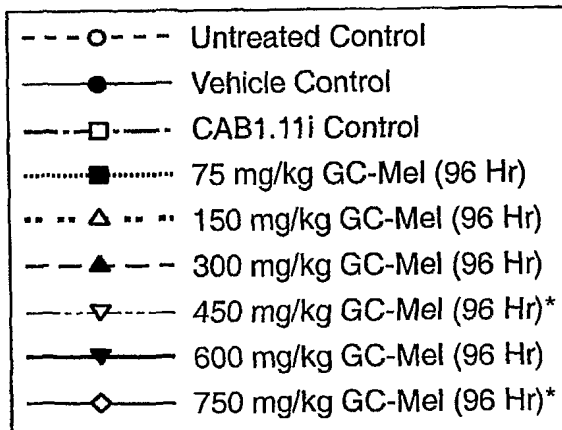 Untreated Control
Vehicle Control
CAB1.11i Control
75 mg/kg GC-Mel (96 Hr)
150 mg/kg GC-Mel (96 Hr)
300 mg/kg GC-Mel (96 Hr)
450 mg/kg GC-Mel (96 Hr)*
600 mg/kg GC-Mel (96 Hr)
750 mg/kg GC-Mel (96 Hr)*